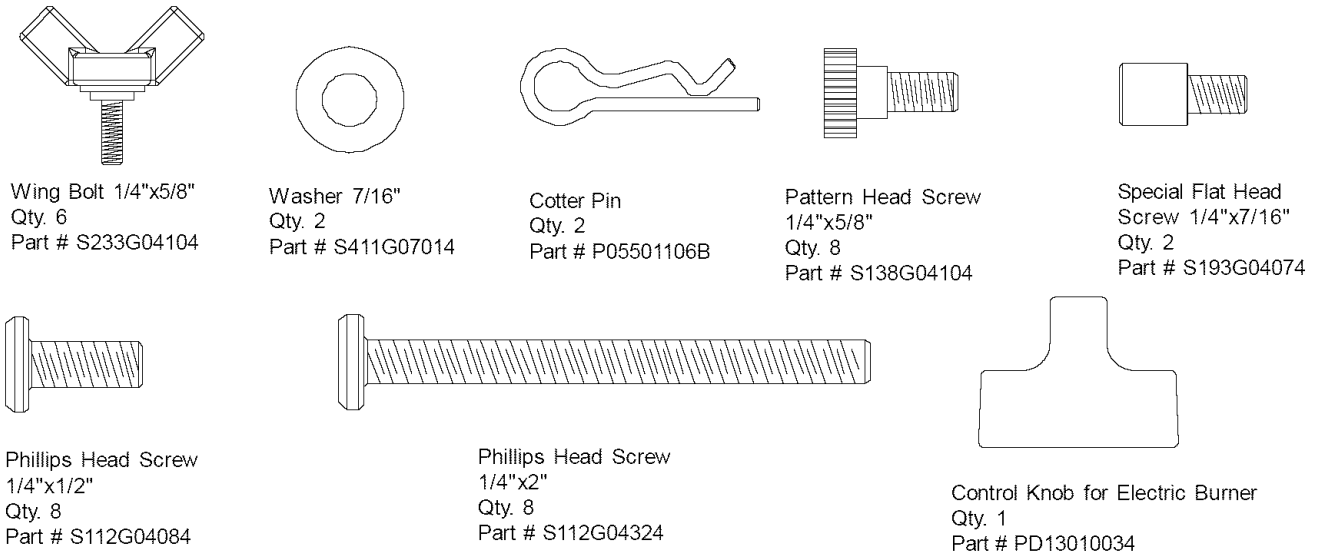 Wing Bolt 1/4"x5/8"
Qty. 6
Part # S233G04104
Washer 7/16"
Qty. 2
Part # S411G07014
Cotter Pin
Qty. 2
Part # P05501106B
Pattern Head Screw
1/4"x5/8"
Qty. 8
Part # S138G04104
Special Flat Head
Screw 1/4"x7/16"
Qty. 2
Part # S193G04074
Phillips Head Screw
1/4"x1/2"
Qty. 8
Part # S112G04084
Phillips Head Screw
1/4"x2"
Qty. 8
Part # S112G04324
Control Knob for Electric Burner
Qty. 1
Part # PD13010034